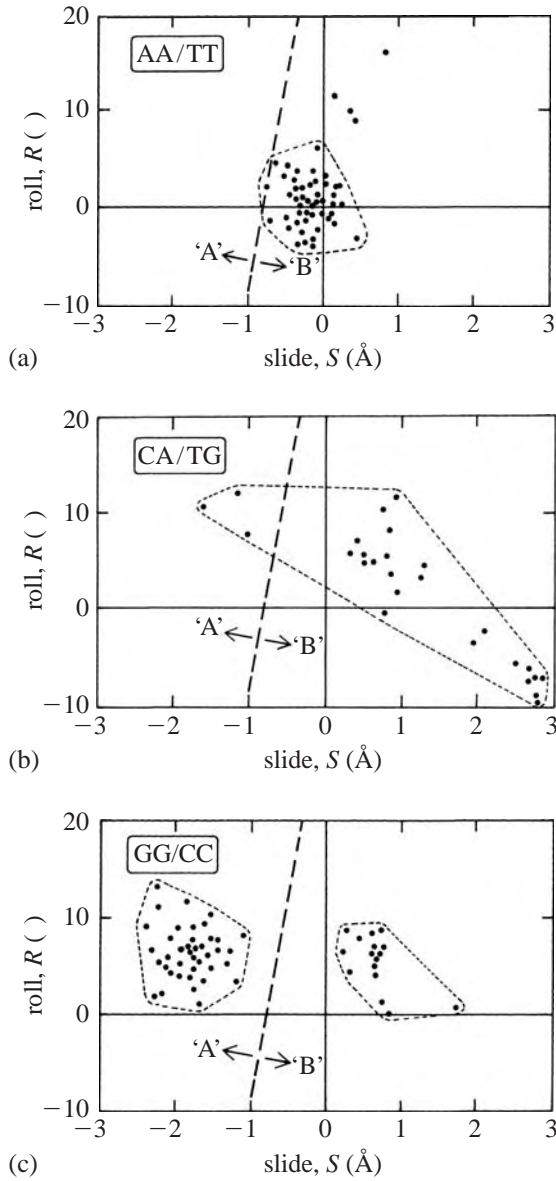 20
AA/TT
10
roll, R ( )
0
'A' 'B'
−10
−3 −2 −1 0 1 2 3
(a) slide, S (Å)
20
CA/TG
10
roll, R ( )
0
'A' 'B'
−10
−3 −2 −1 0 1 2 3
(b) slide, S (Å)
20
GG/CC
10
roll, R ( )
0
'A' 'B'
−10
−3 −2 −1 0 1 2 3
(c) slide, S (Å)